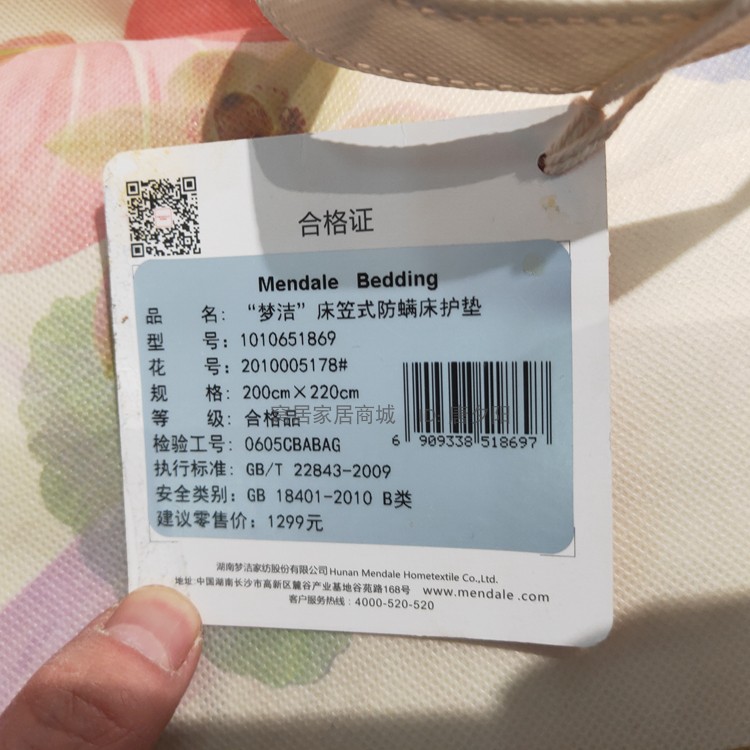 合格证
Mendale Bedding
品 名: “梦洁”床笠式防螨床护垫
型 号: 1010651869
花 号: 2010005178#
规 格: 200cm×220cm
等 级: 合格品
检验工号: 0605CBABAG
执行标准: GB/T 22843-2009
安全类别: GB 18401-2010 B类
建议零售价: 1299元
6 909338 518697
居家居商城
湖南梦洁家纺股份有限公司 Hunan Mendale Hometextile Co.,Ltd.
地址:中国湖南长沙市高新区麓谷产业基地谷苑路168号 www.mendale.com
客户服务热线: 4000-520-520